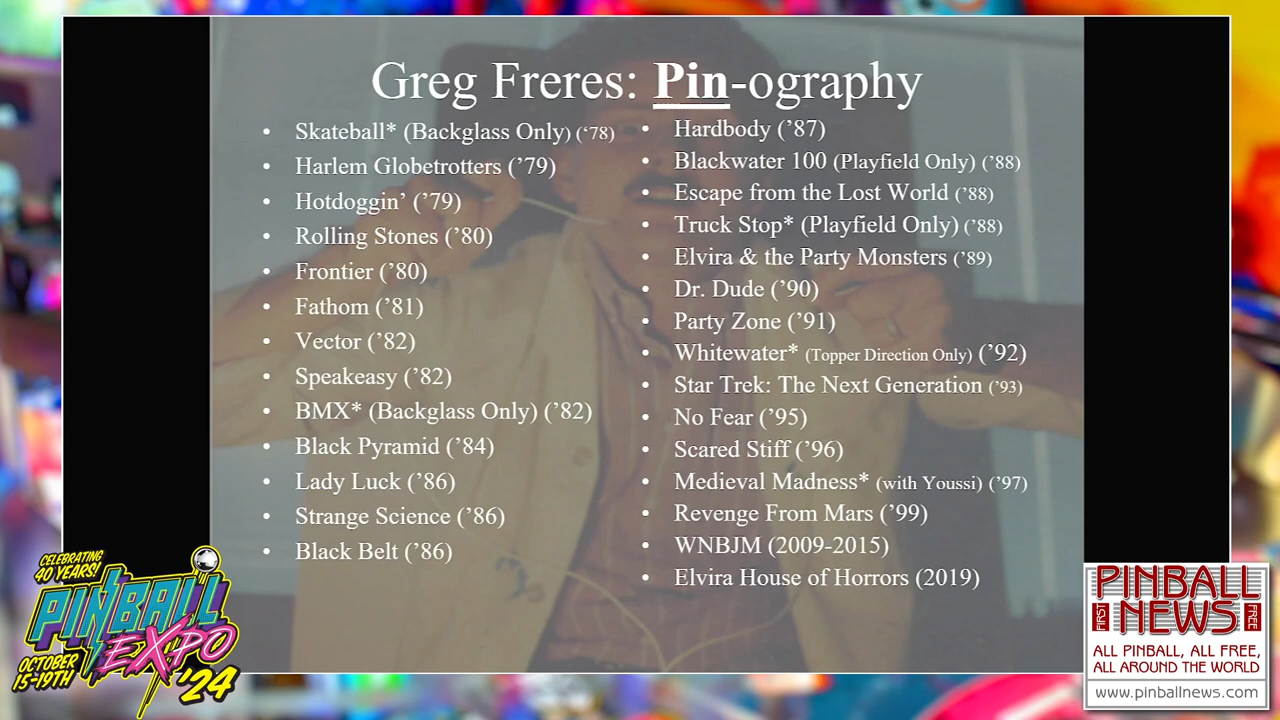 Greg Freres: Pin-ography
• Skateball* (Backglass Only) (‘78)
• Harlem Globetrotters (’79)
• Hotdoggin’ (’79)
• Rolling Stones (’80)
• Frontier (’80)
• Fathom (’81)
• Vector (’82)
• Speakeasy (’82)
• BMX* (Backglass Only) (’82)
• Black Pyramid (’84)
• Lady Luck (’86)
• Strange Science (’86)
• Black Belt (’86)
• Hardbody (’87)
• Blackwater 100 (Playfield Only) (’88)
• Escape from the Lost World (’88)
• Truck Stop* (Playfield Only) (’88)
• Elvira & the Party Monsters (’89)
• Dr. Dude (’90)
• Party Zone (’91)
• Whitewater* (Topper Direction Only) (’92)
• Star Trek: The Next Generation (’93)
• No Fear (’95)
• Scared Stiff (’96)
• Medieval Madness* (with Youssi) (’97)
• Revenge From Mars (’99)
• WNBJM (2009-2015)
• Elvira House of Horrors (2019)
CELEBRATING
40 YEARS!
PINBALL
EXPO
OCTOBER
15-19TH
'24
PINBALL
FIRST NEWS FREE
ALL PINBALL, ALL FREE,
ALL AROUND THE WORLD
www.pinballnews.com